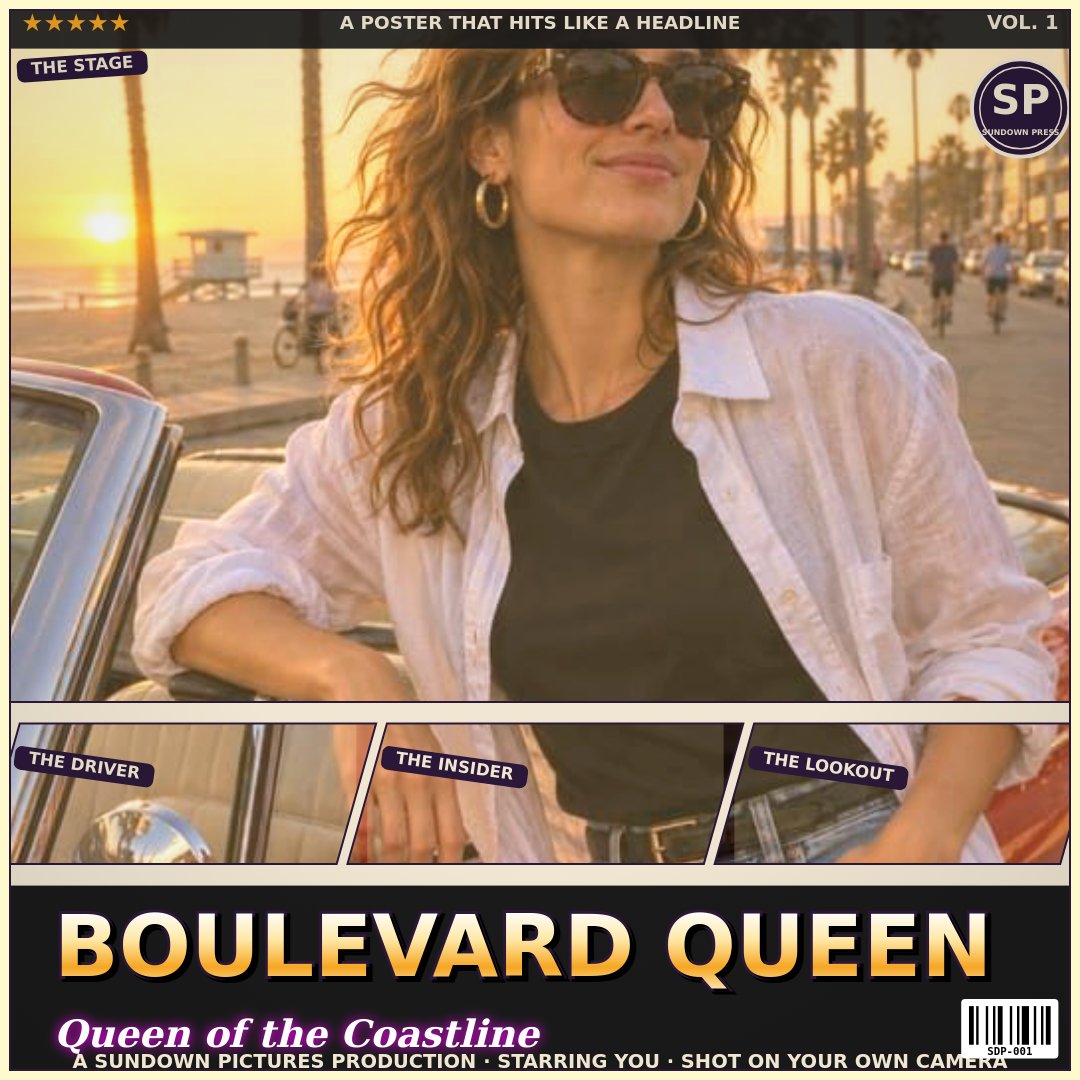 ★★★★★
A POSTER THAT HITS LIKE A HEADLINE
VOL. 1
THE STAGE
SP
SUNDOWN PRESS
THE DRIVER
THE INSIDER
THE LOOKOUT
BOULEVARD QUEEN
Queen of the Coastline
SDP-001
A SUNDOWN PICTURES PRODUCTION · STARRING YOU · SHOT ON YOUR OWN CAMERA